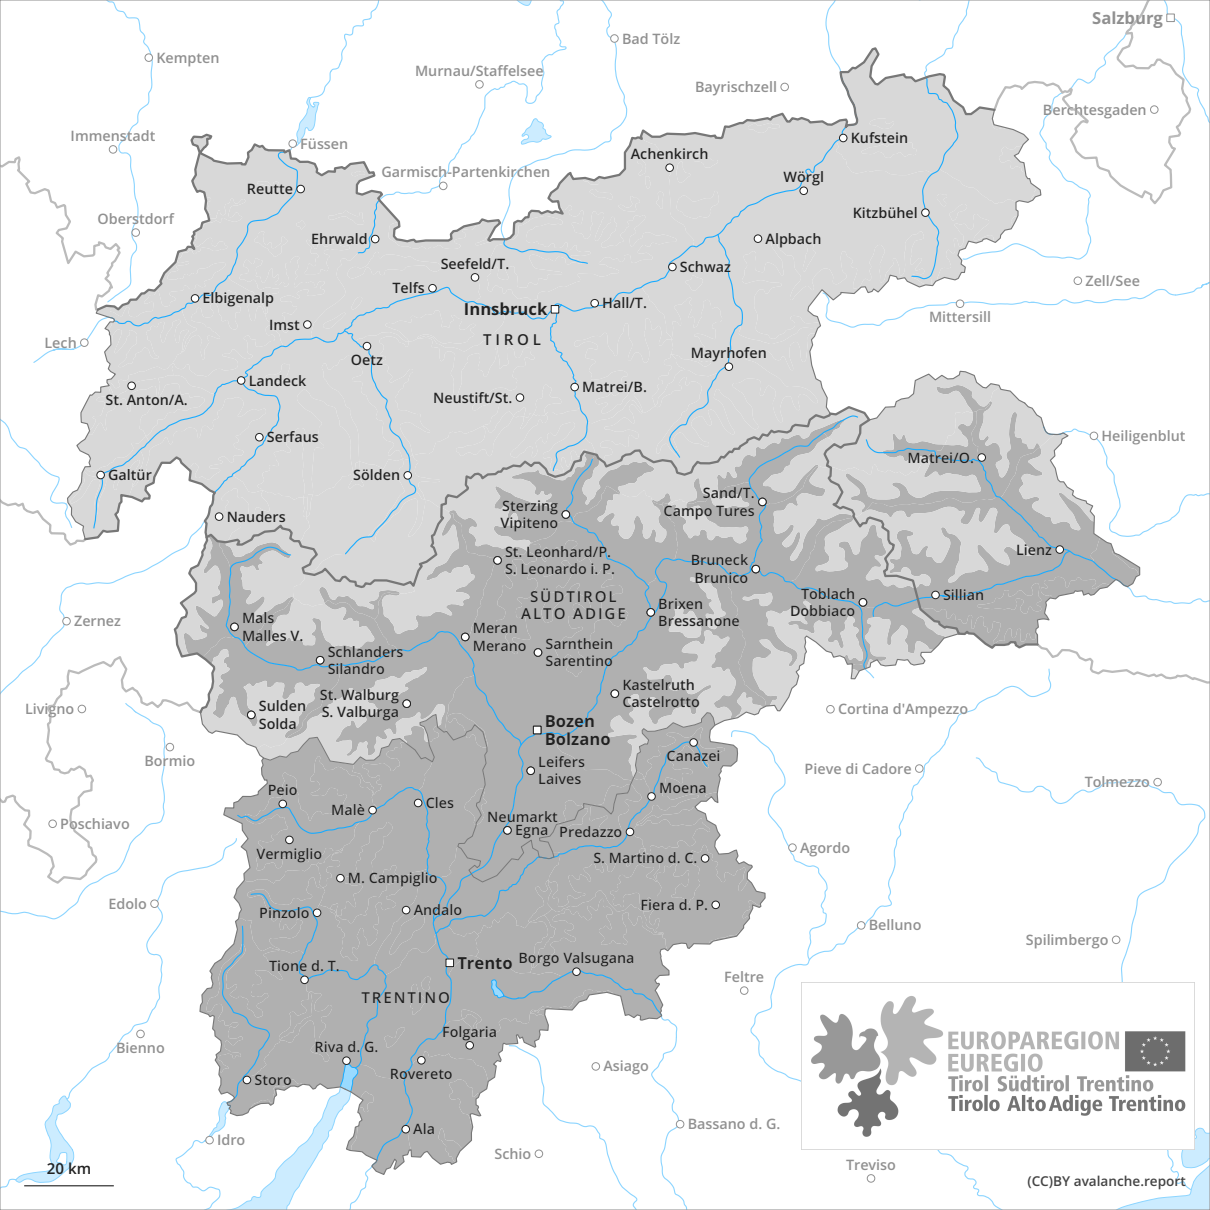 Salzburg
Bad Tölz
Kempten
Murnau/Staffelsee
Bayrischzell
Berchtesgaden
Immenstadt
Füssen
Kufstein
Achenkirch
Garmisch-Partenkirchen
Wörgl
Reutte
Oberstdorf
Kitzbühel
Ehrwald
Alpbach
Seefeld/T.
Schwaz
Zell/See
Telfs
Elbigenalp
Hall/T.
Innsbruck
Mittersill
Imst
TIROL
Lech
Oetz
Mayrhofen
Landeck
Matrei/B.
St. Anton/A.
Neustift/St.
Serfaus
Heiligenblut
Matrei/O.
Galtür
Sölden
Sand/T.
Campo Tures
Sterzing
Vipiteno
Nauders
Lienz
St. Leonhard/P.
S. Leonardo i. P.
Bruneck
Brunico
SÜDTIROL
ALTO ADIGE
Toblach
Dobbiaco
Sillian
Brixen
Bressanone
Zernez
Mals
Malles V.
Meran
Merano
Sarnthein
Sarentino
Schlanders
Silandro
Kastelruth
Castelrotto
St. Walburg
S. Valburga
Sulden
Solda
Livigno
Cortina d'Ampezzo
Bozen
Bolzano
Bormio
Canazei
Leifers
Laives
Pieve di Cadore
Tolmezzo
Peio
Moena
Malè
Cles
Neumarkt
Egna
Predazzo
Poschiavo
Vermiglio
S. Martino d. C.
Agordo
M. Campiglio
Edolo
Pinzolo
Andalo
Fiera d. P.
Belluno
Spilimbergo
Trento
Borgo Valsugana
Tione d. T.
Feltre
TRENTINO
Folgaria
Bienno
Riva d. G.
Rovereto
Asiago
Storo
EUROPAREGION
EUREGIO
Tirol Südtirol Trentino
Tirolo Alto Adige Trentino
Idro
Ala
Bassano d. G.
Schio
Treviso
20 km
(CC)BY avalanche.report